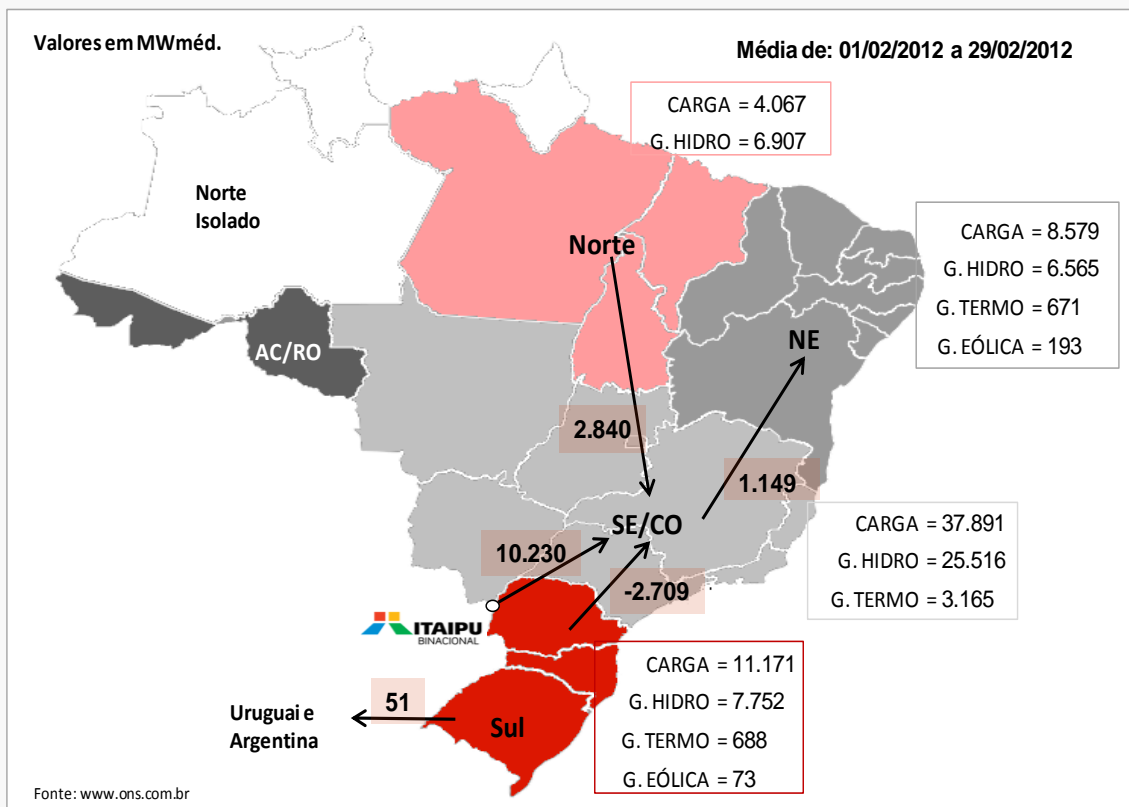 Valores em MWméd.
Média de: 01/02/2012 a 29/02/2012
CARGA = 4.067
G. HIDRO = 6.907
Norte
Isolado
Norte
CARGA = 8.579
G. HIDRO = 6.565
G. TERMO = 671
G. EÓLICA = 193
AC/RO
NE
2.840
1.149
SE/CO
CARGA = 37.891
G. HIDRO = 25.516
G. TERMO = 3.165
10.230
-2.709
ITAIPU
BINACIONAL
CARGA = 11.171
G. HIDRO = 7.752
G. TERMO = 688
G. EÓLICA = 73
51
Uruguai e
Argentina
Sul
Fonte: www.ons.com.br